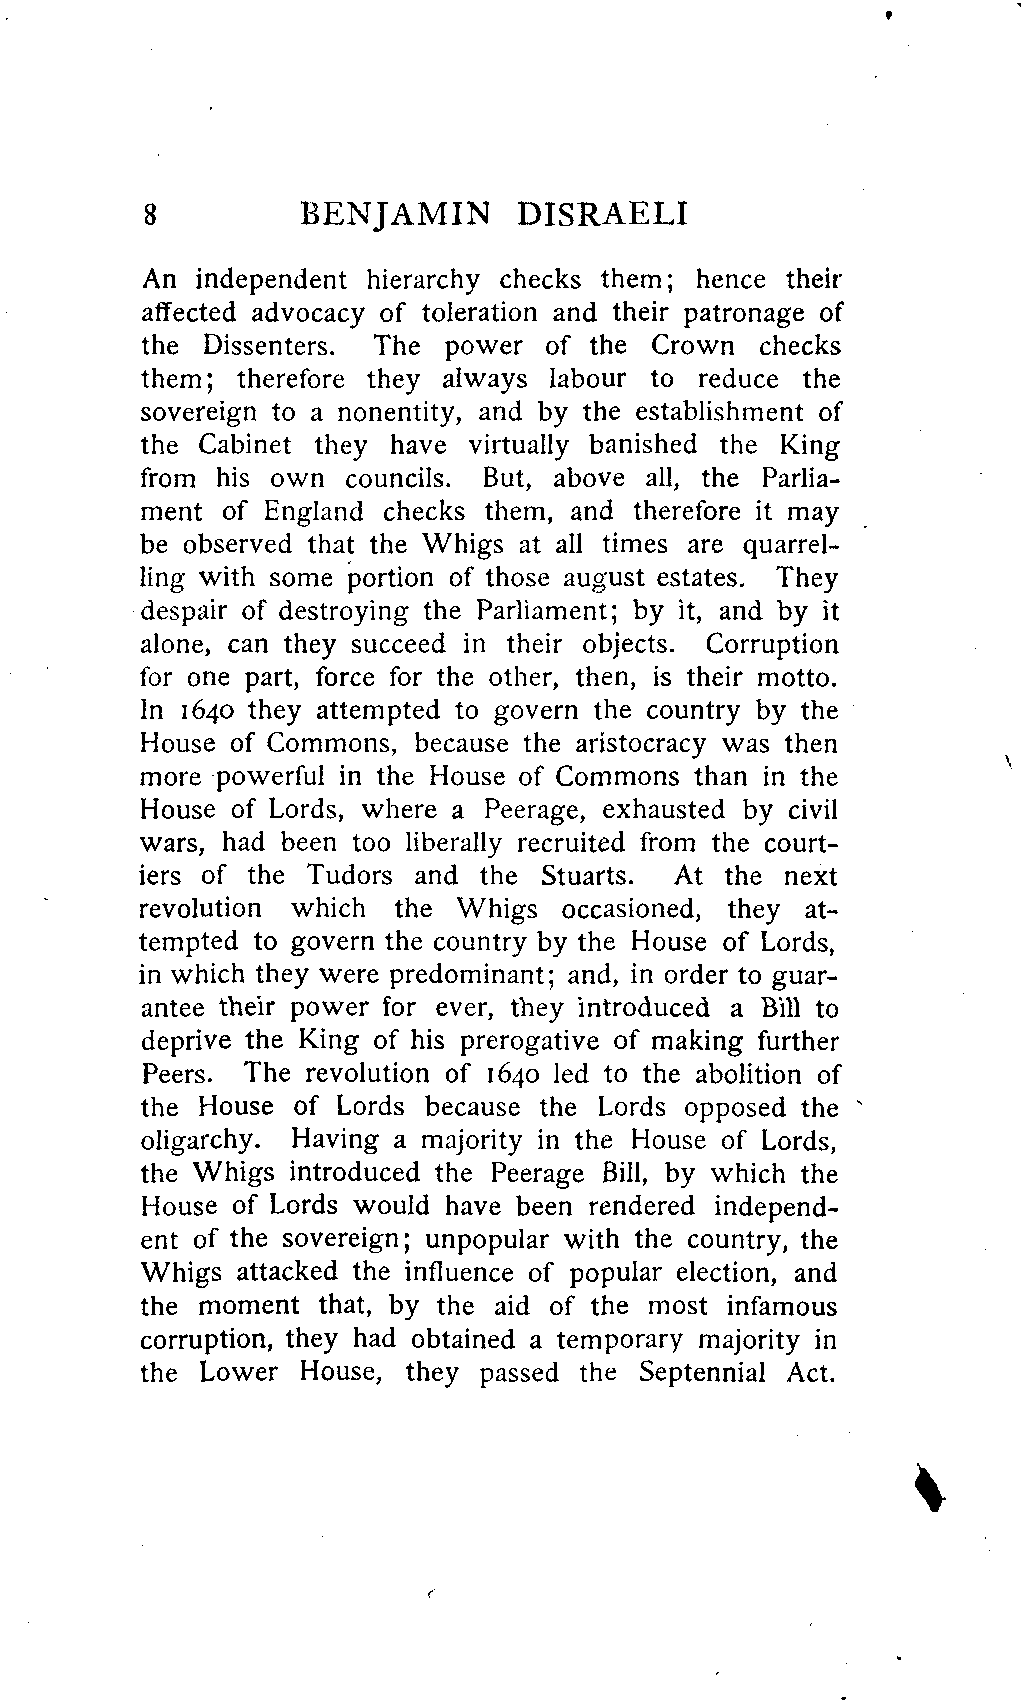 8 BENJAMIN DISRAELI
An independent hierarchy checks them; hence their
affected advocacy of toleration and their patronage of
the Dissenters. The power of the Crown checks
them; therefore they always labour to reduce the
sovereign to a nonentity, and by the establishment of
the Cabinet they have virtually banished the King
from his own councils. But, above all, the Parlia-
ment of England checks them, and therefore it may
be observed that the Whigs at all times are quarrel-
ling with some portion of those august estates. They
despair of destroying the Parliament; by it, and by it
alone, can they succeed in their objects. Corruption
for one part, force for the other, then, is their motto.
In 1640 they attempted to govern the country by the
House of Commons, because the aristocracy was then
more powerful in the House of Commons than in the
House of Lords, where a Peerage, exhausted by civil
wars, had been too liberally recruited from the court-
iers of the Tudors and the Stuarts. At the next
revolution which the Whigs occasioned, they at-
tempted to govern the country by the House of Lords,
in which they were predominant; and, in order to guar-
antee their power for ever, they introduced a Bill to
deprive the King of his prerogative of making further
Peers. The revolution of 1640 led to the abolition of
the House of Lords because the Lords opposed the
oligarchy. Having a majority in the House of Lords,
the Whigs introduced the Peerage Bill, by which the
House of Lords would have been rendered independ-
ent of the sovereign; unpopular with the country, the
Whigs attacked the influence of popular election, and
the moment that, by the aid of the most infamous
corruption, they had obtained a temporary majority in
the Lower House, they passed the Septennial Act.